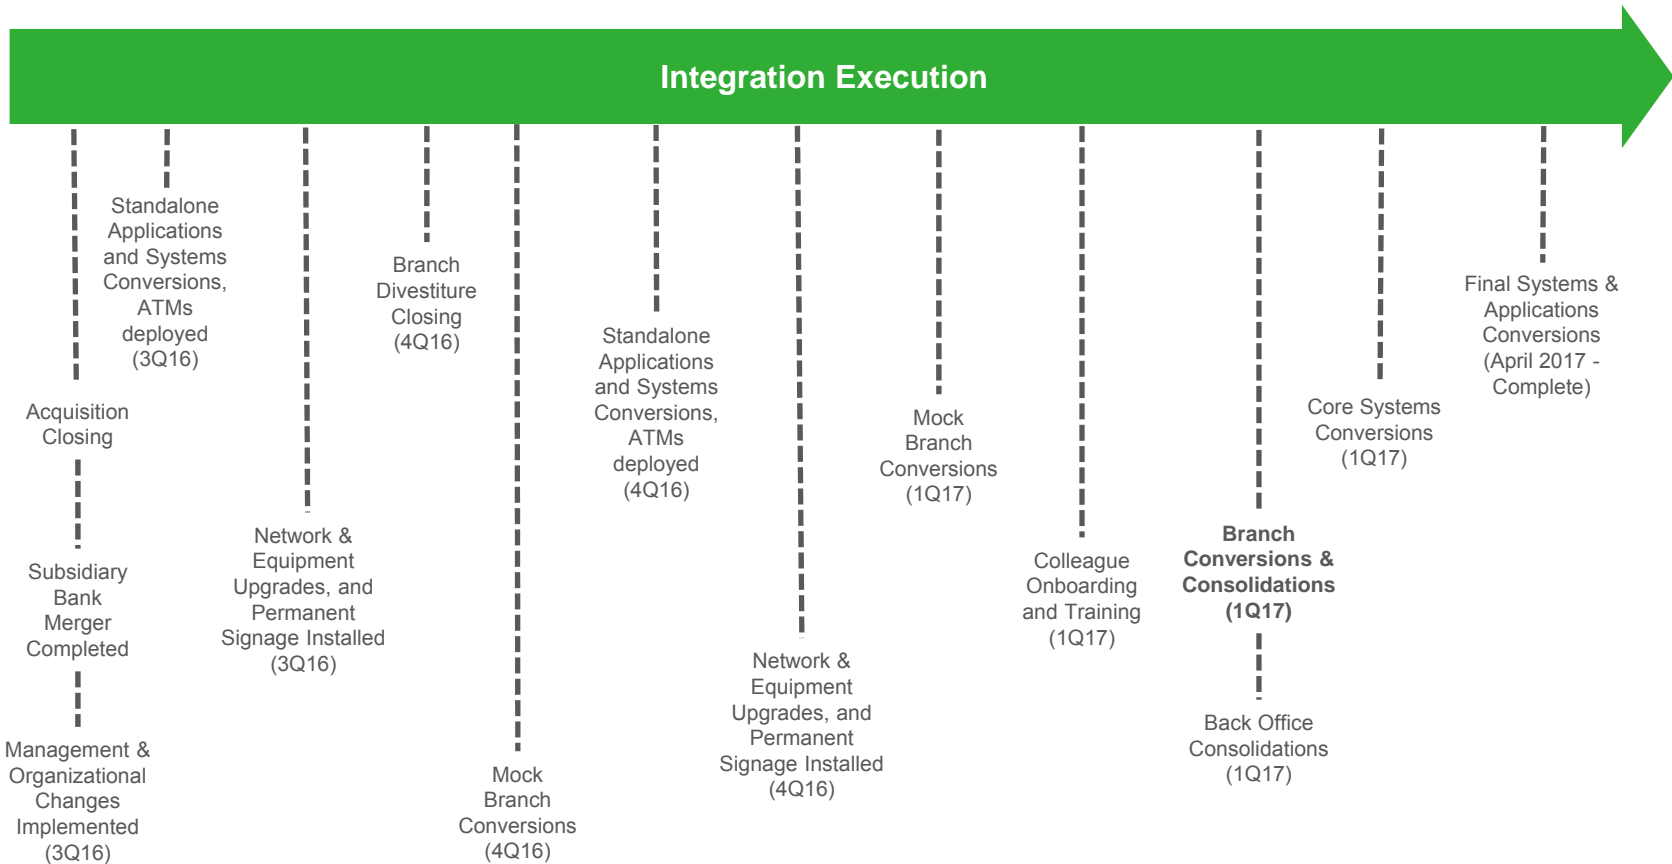 Integration Execution
Acquisition
Closing
Subsidiary
Bank
Merger
Completed
Management &
Organizational
Changes
Implemented
(3Q16)
Standalone
Applications
and Systems
Conversions,
ATMs
deployed
(3Q16)
Network &
Equipment
Upgrades, and
Permanent
Signage Installed
(3Q16)
Branch
Divestiture
Closing
(4Q16)
Mock
Branch
Conversions
(4Q16)
Standalone
Applications
and Systems
Conversions,
ATMs
deployed
(4Q16)
Network &
Equipment
Upgrades, and
Permanent
Signage Installed
(4Q16)
Mock
Branch
Conversions
(1Q17)
Colleague
Onboarding
and Training
(1Q17)
Branch
Conversions &
Consolidations
(1Q17)
Back Office
Consolidations
(1Q17)
Core Systems
Conversions
(1Q17)
Final Systems &
Applications
Conversions
(April 2017 -
Complete)